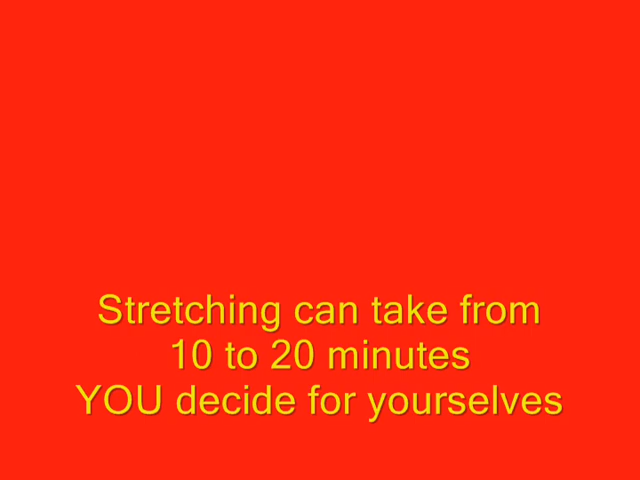 Stretching can take from
10 to 20 minutes
YOU decide for yourselves